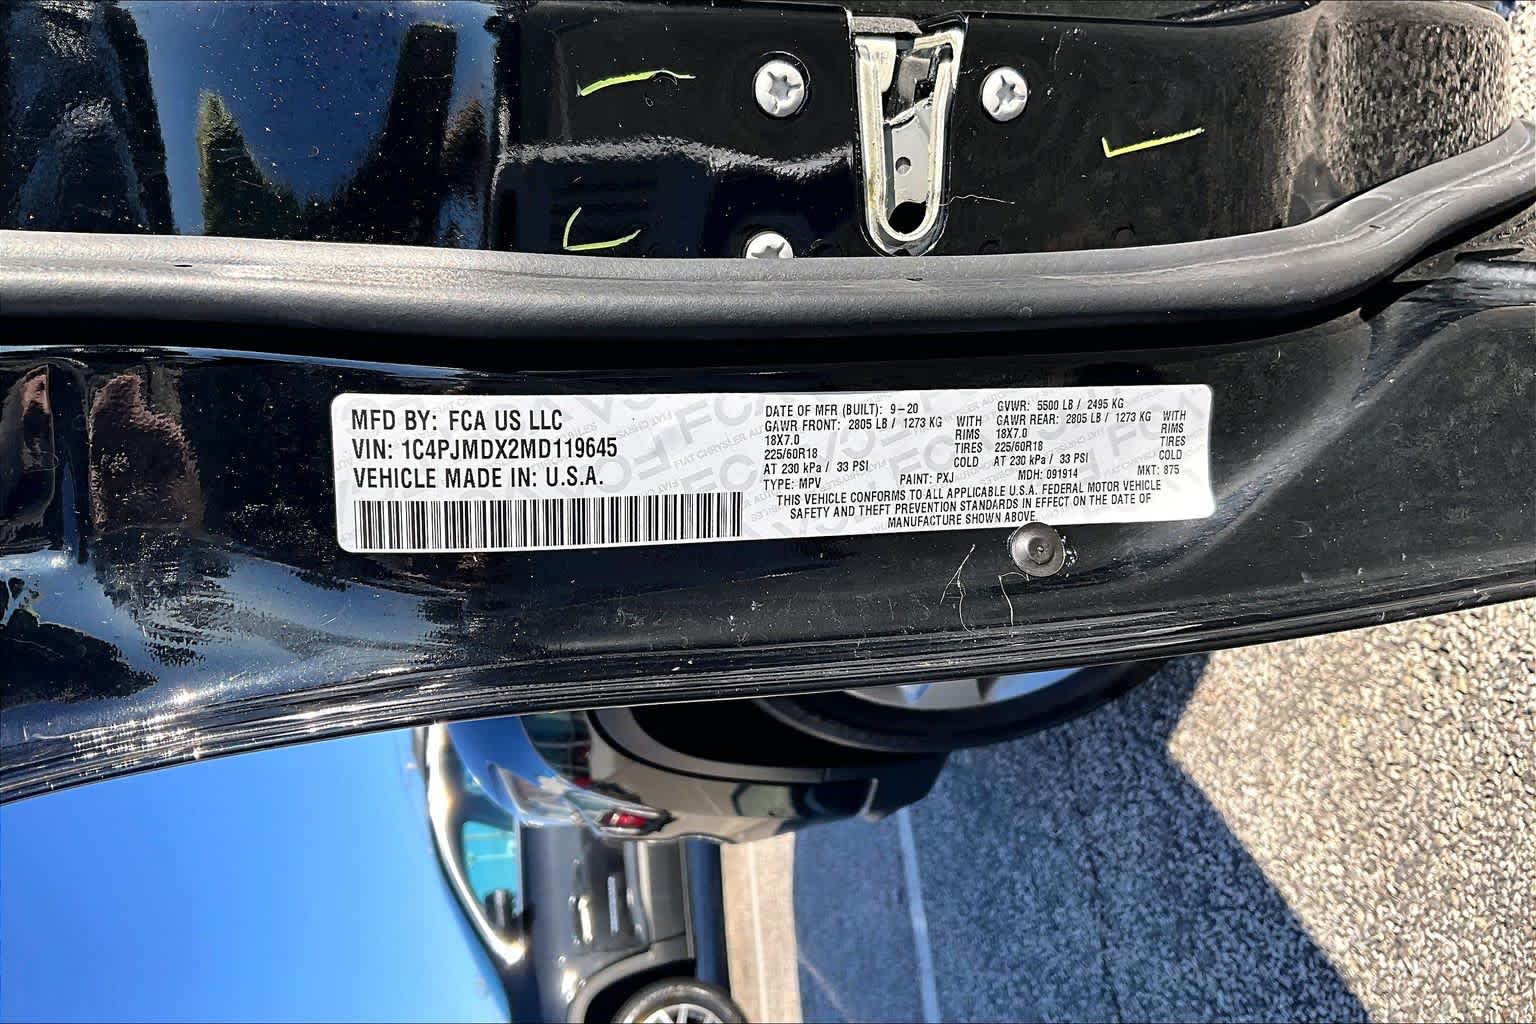 MFD BY: FCA US LLC
VIN: 1C4PJMDX2MD119645
VEHICLE MADE IN: U.S.A.
DATE OF MFR (BUILT): 9-20
GAWR FRONT: 2805 LB / 1273 KG WITH
18X7.0 RIMS
225/60R18 TIRES
AT 230 kPa / 33 PSI COLD
TYPE: MPV
GVWR: 5500 LB / 2495 KG
GAWR REAR: 2805 LB / 1273 KG WITH
18X7.0 RIMS
225/60R18 TIRES
AT 230 kPa / 33 PSI COLD
PAINT: PXJ MDH: 091914 MKT: 875
THIS VEHICLE CONFORMS TO ALL APPLICABLE U.S.A. FEDERAL MOTOR VEHICLE
SAFETY AND THEFT PREVENTION STANDARDS IN EFFECT ON THE DATE OF
MANUFACTURE SHOWN ABOVE.